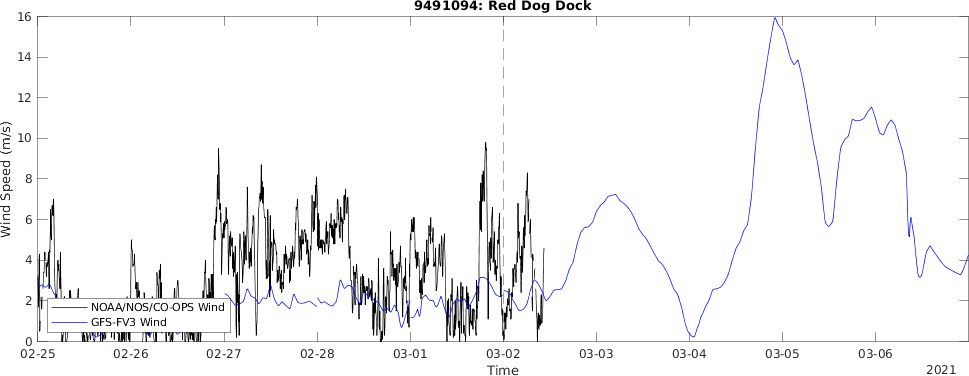 9491094: Red Dog Dock
Wind Speed (m/s)
16
14
12
10
8
6
4
2
0
NOAA/NOS/CO-OPS Wind
GFS-FV3 Wind
02-25 02-26 02-27 02-28 03-01 03-02 03-03 03-04 03-05 03-06
Time
2021